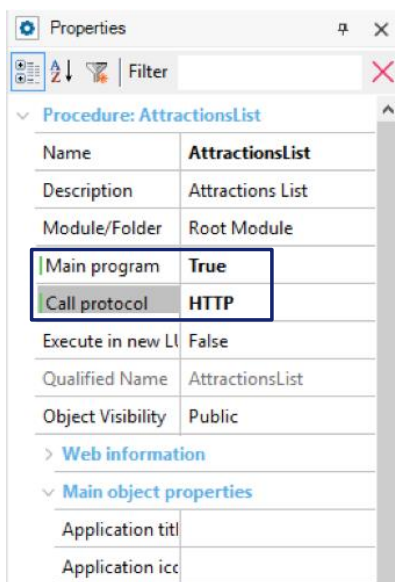 Properties
Filter
Procedure: AttractionsList
Name AttractionsList
Description Attractions List
Module/Folder Root Module
Main program True
Call protocol HTTP
Execute in new LU False
Qualified Name AttractionsList
Object Visibility Public
Web information
Main object properties
Application titl
Application icc